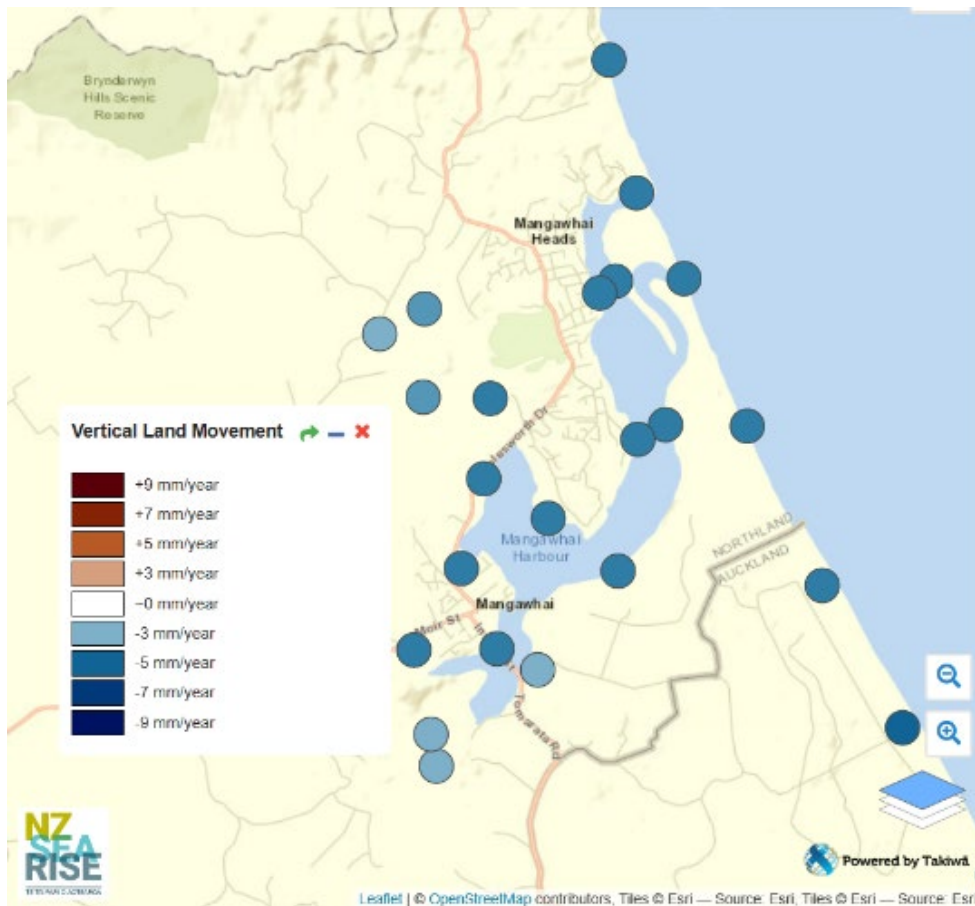 Brynderwyn
Hills Scenic
Reserve
Mangawhai
Heads
Vertical Land Movement
+9 mm/year
+7 mm/year
+5 mm/year
+3 mm/year
~0 mm/year
-3 mm/year
-5 mm/year
-7 mm/year
-9 mm/year
Mangawhai
Harbour
NORTHLAND
AUCKLAND
Mangawhai
Moir St
Tomarata Rd
NZ
SEA
RISE
Powered by Takiwā
Leaflet | © OpenStreetMap contributors, Tiles © Esri — Source: Esri, Tiles © Esri — Source: Esri